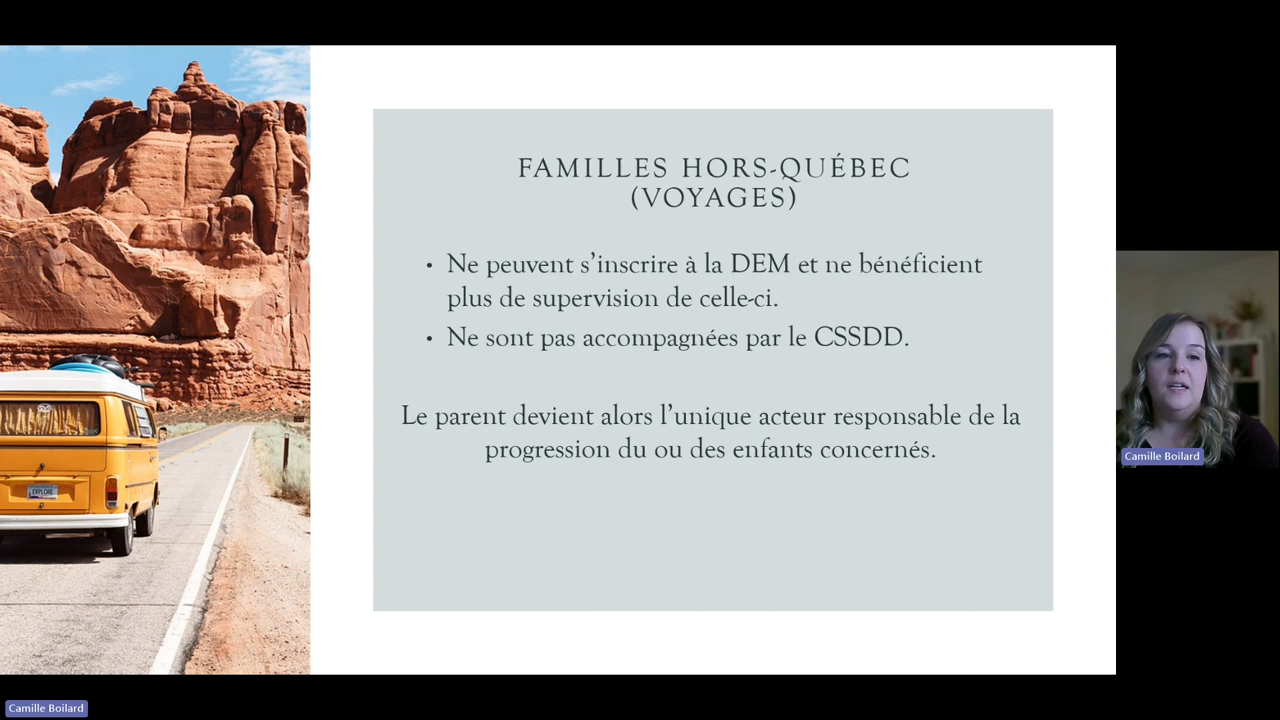 FAMILLES HORS-QUÉBEC
(VOYAGES)
• Ne peuvent s’inscrire à la DEM et ne bénéficient
plus de supervision de celle-ci.
• Ne sont pas accompagnées par le CSSDD.
Le parent devient alors l’unique acteur responsable de la
progression du ou des enfants concernés.
EXPLORE
Camille Boilard
Camille Boilard